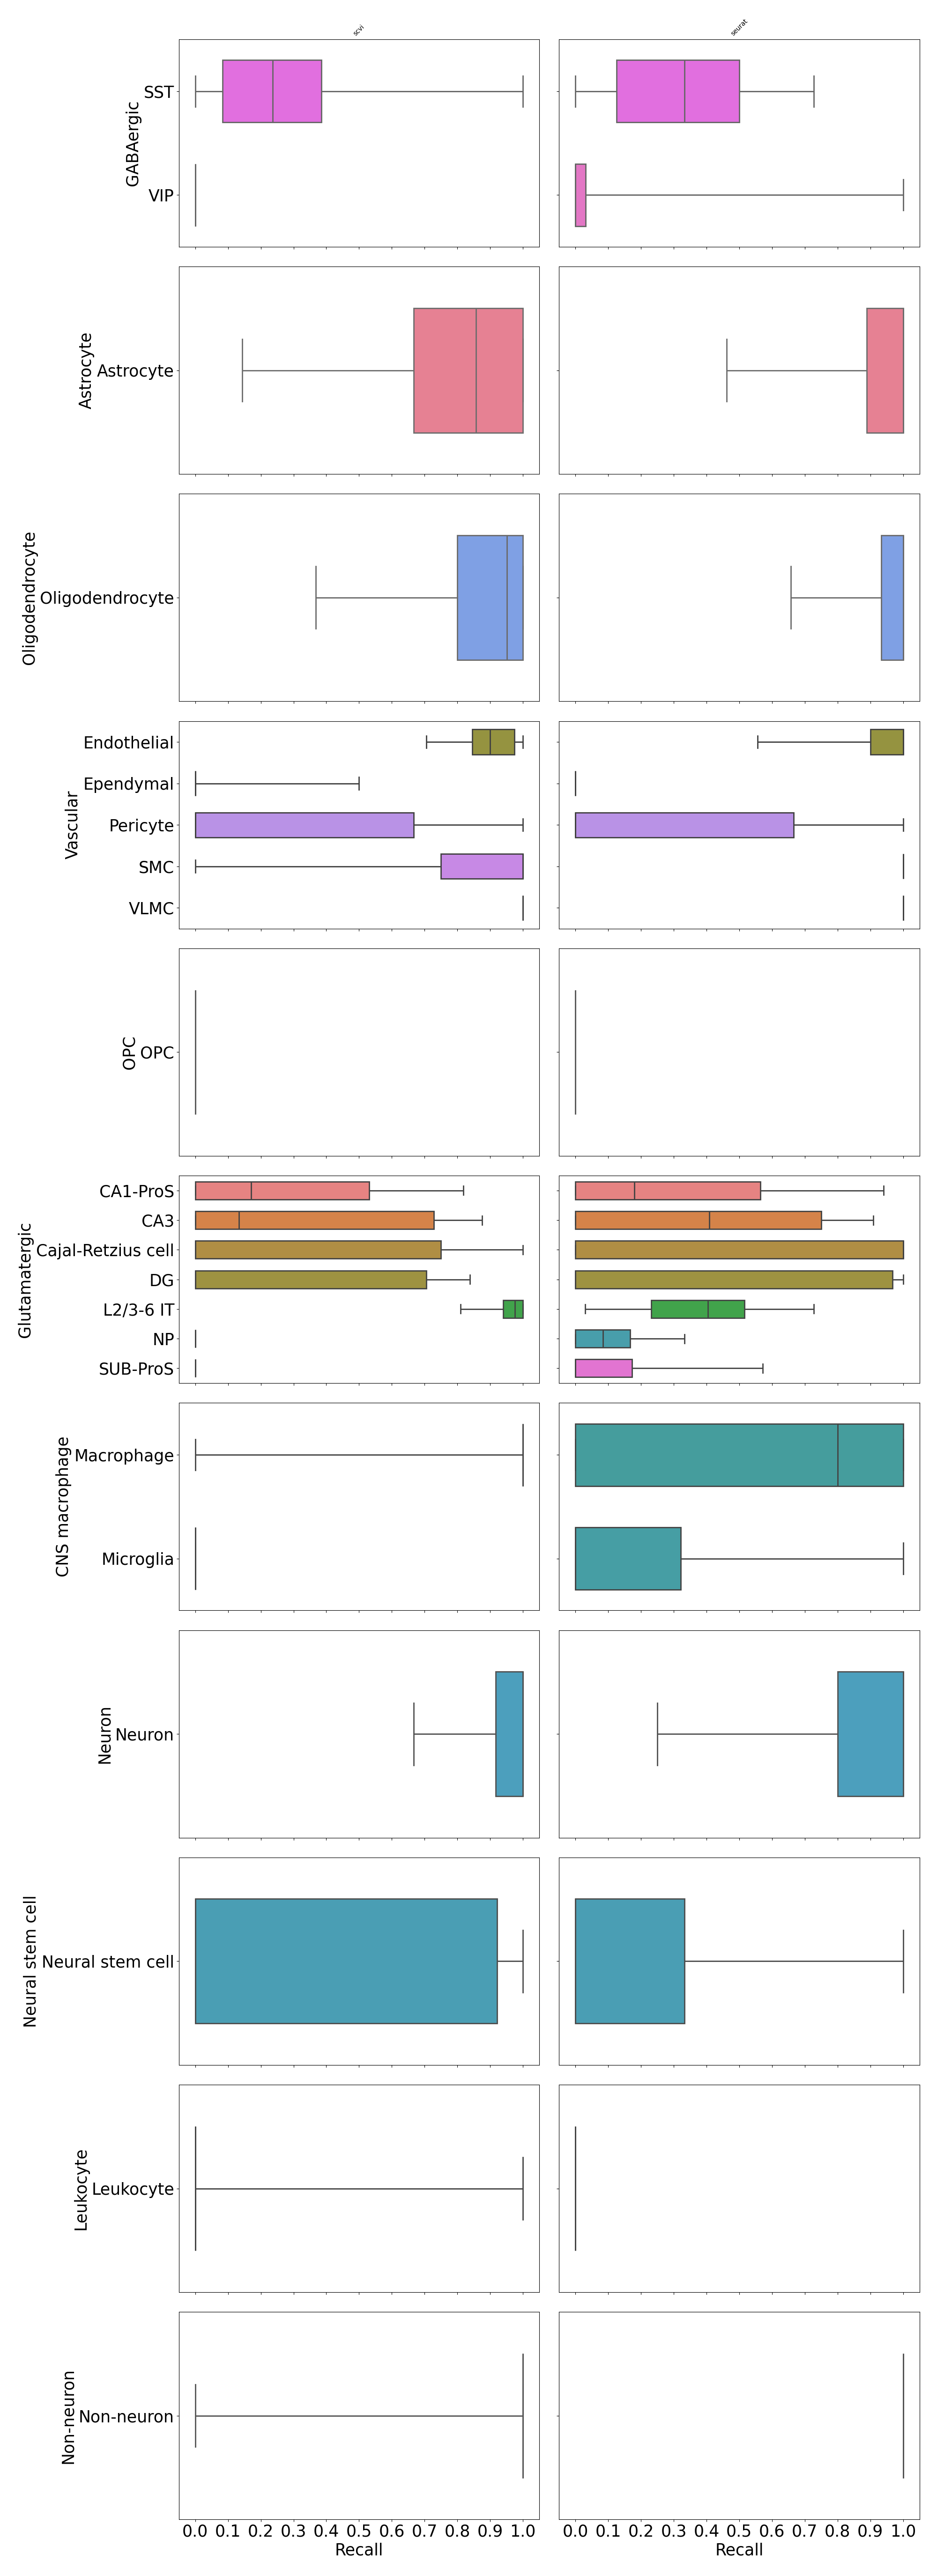 scvi
seurat
GABAergic
SST
VIP
Astrocyte
Astrocyte
Oligodendrocyte
Oligodendrocyte
Vascular
Endothelial
Ependymal
Pericyte
SMC
VLMC
OPC
OPC
Glutamatergic
CA1-ProS
CA3
Cajal-Retzius cell
DG
L2/3-6 IT
NP
SUB-ProS
CNS macrophage
Macrophage
Microglia
Neuron
Neuron
Neural stem cell
Neural stem cell
Leukocyte
Leukocyte
Non-neuron
Non-neuron
0.0 0.1 0.2 0.3 0.4 0.5 0.6 0.7 0.8 0.9 1.0
0.0 0.1 0.2 0.3 0.4 0.5 0.6 0.7 0.8 0.9 1.0
Recall
Recall